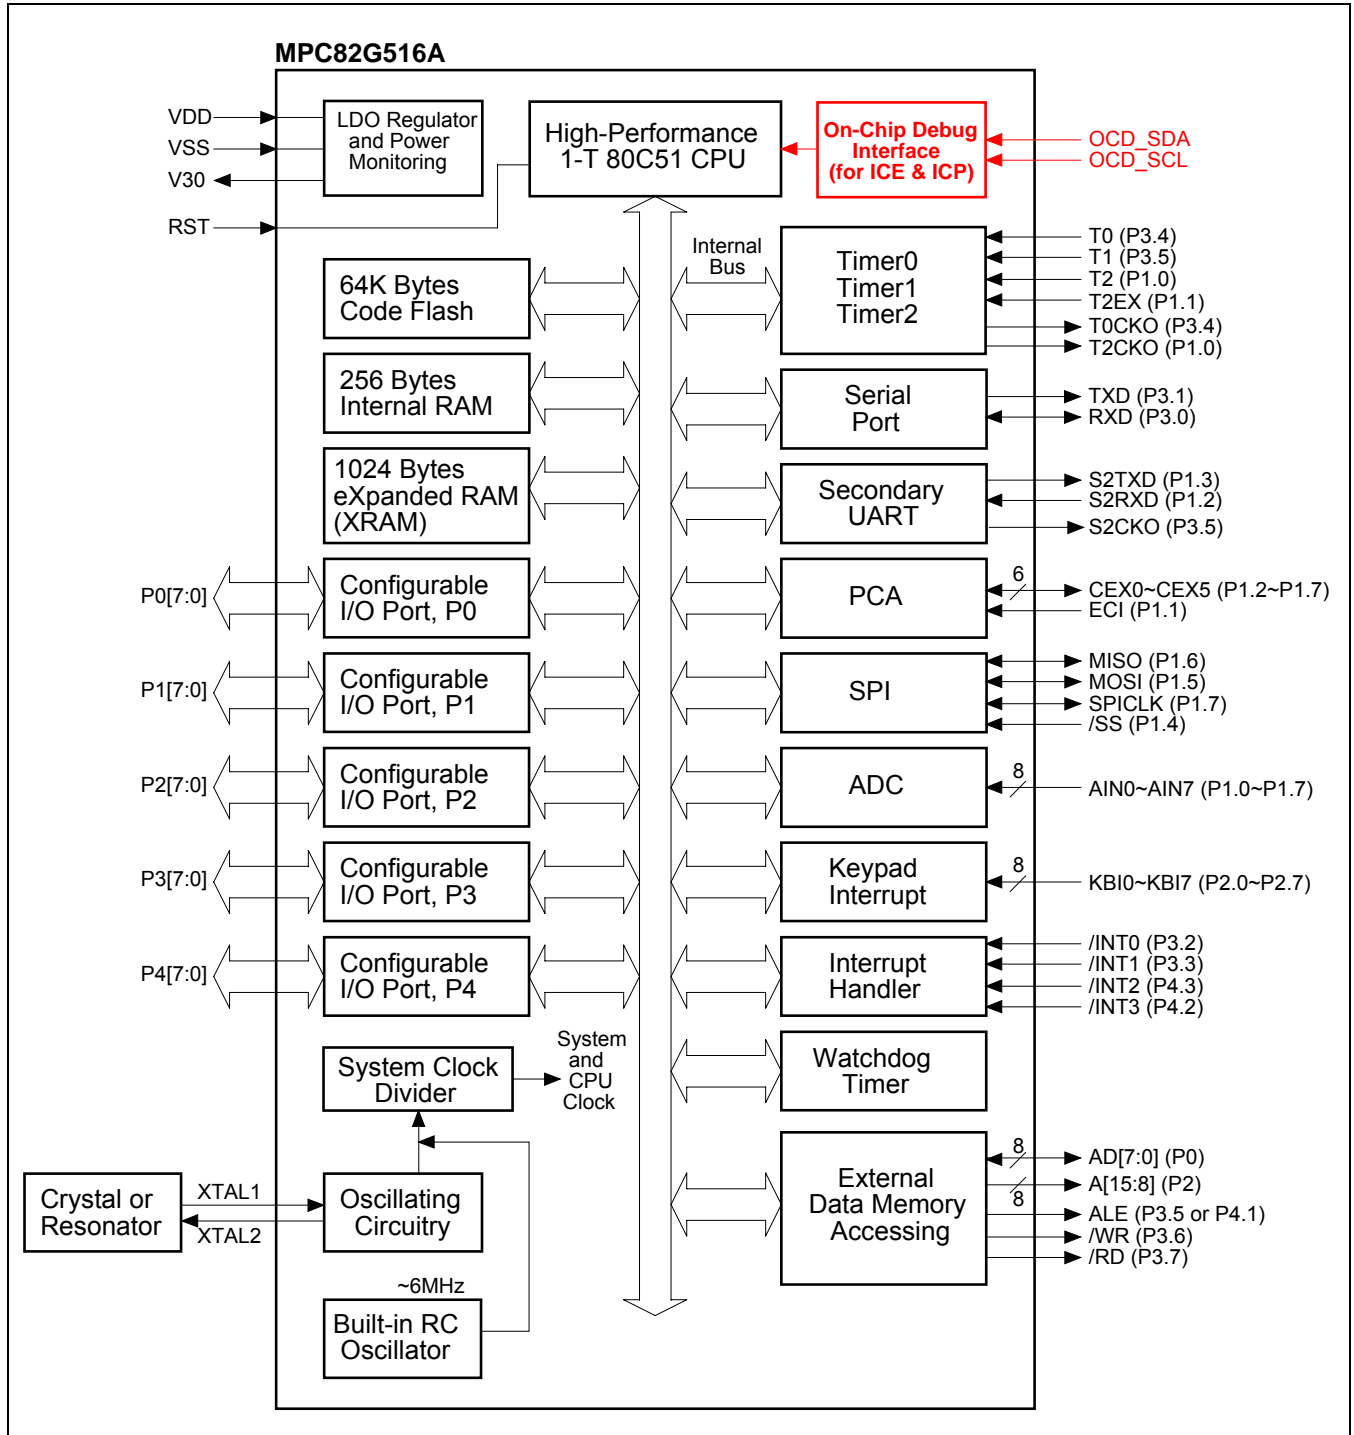 MPC82G516A
VDD
VSS
V30
RST
LDO Regulator
and Power
Monitoring
High-Performance
1-T 80C51 CPU
On-Chip Debug
Interface
(for ICE & ICP)
OCD_SDA
OCD_SCL
Internal
Bus
64K Bytes
Code Flash
256 Bytes
Internal RAM
1024 Bytes
eXpanded RAM
(XRAM)
P0[7:0]
Configurable
I/O Port, P0
P1[7:0]
Configurable
I/O Port, P1
P2[7:0]
Configurable
I/O Port, P2
P3[7:0]
Configurable
I/O Port, P3
P4[7:0]
Configurable
I/O Port, P4
System Clock
Divider
System
and
CPU
Clock
Crystal or
Resonator
XTAL1
XTAL2
Oscillating
Circuitry
~6MHz
Built-in RC
Oscillator
Timer0
Timer1
Timer2
T0 (P3.4)
T1 (P3.5)
T2 (P1.0)
T2EX (P1.1)
T0CKO (P3.4)
T2CKO (P1.0)
Serial
Port
TXD (P3.1)
RXD (P3.0)
Secondary
UART
S2TXD (P1.3)
S2RXD (P1.2)
S2CKO (P3.5)
PCA
6
CEX0~CEX5 (P1.2~P1.7)
ECI (P1.1)
SPI
MISO (P1.6)
MOSI (P1.5)
SPICLK (P1.7)
/SS (P1.4)
ADC
8
AIN0~AIN7 (P1.0~P1.7)
Keypad
Interrupt
8
KBI0~KBI7 (P2.0~P2.7)
Interrupt
Handler
/INT0 (P3.2)
/INT1 (P3.3)
/INT2 (P4.3)
/INT3 (P4.2)
Watchdog
Timer
External
Data Memory
Accessing
8
AD[7:0] (P0)
A[15:8] (P2)
8
ALE (P3.5 or P4.1)
/WR (P3.6)
/RD (P3.7)